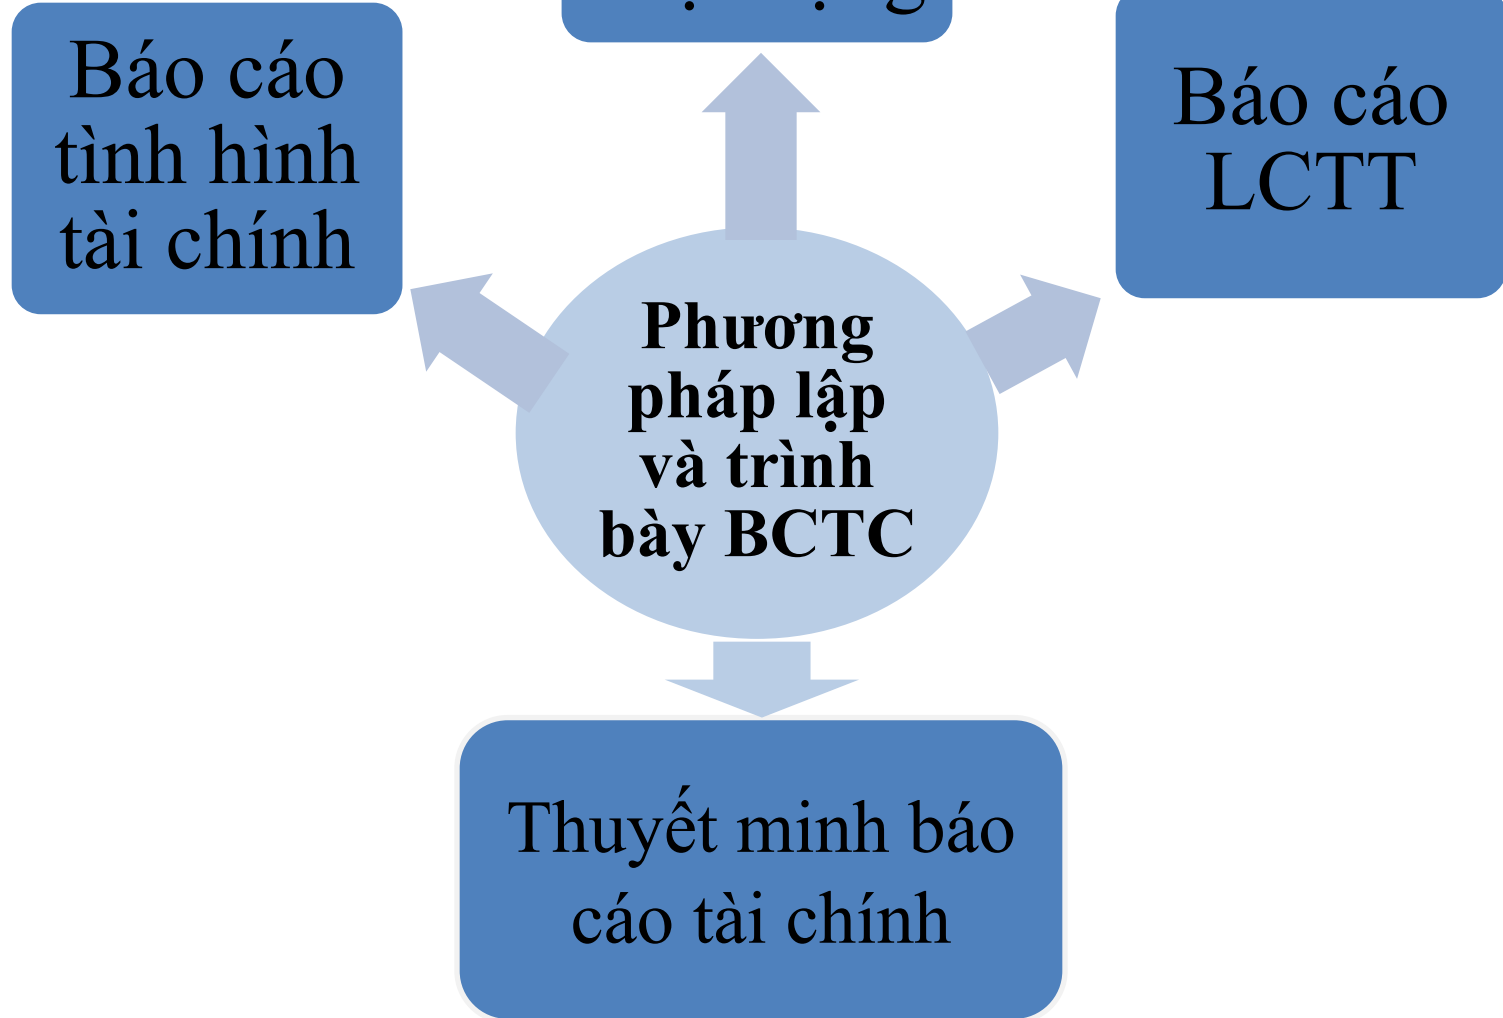 Báo cáo
tình hình
tài chính
Báo cáo
LCTT
Phương
pháp lập
và trình
bày BCTC
Thuyết minh báo
cáo tài chính